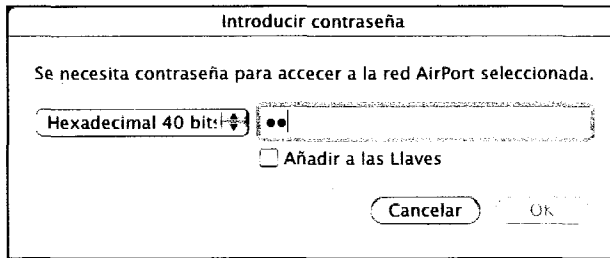 Introducir contraseña
Se necesita contraseña para accecer a la red AirPort seleccionada.
Hexadecimal 40 bits ••
Añadir a las Llaves
Cancelar OK